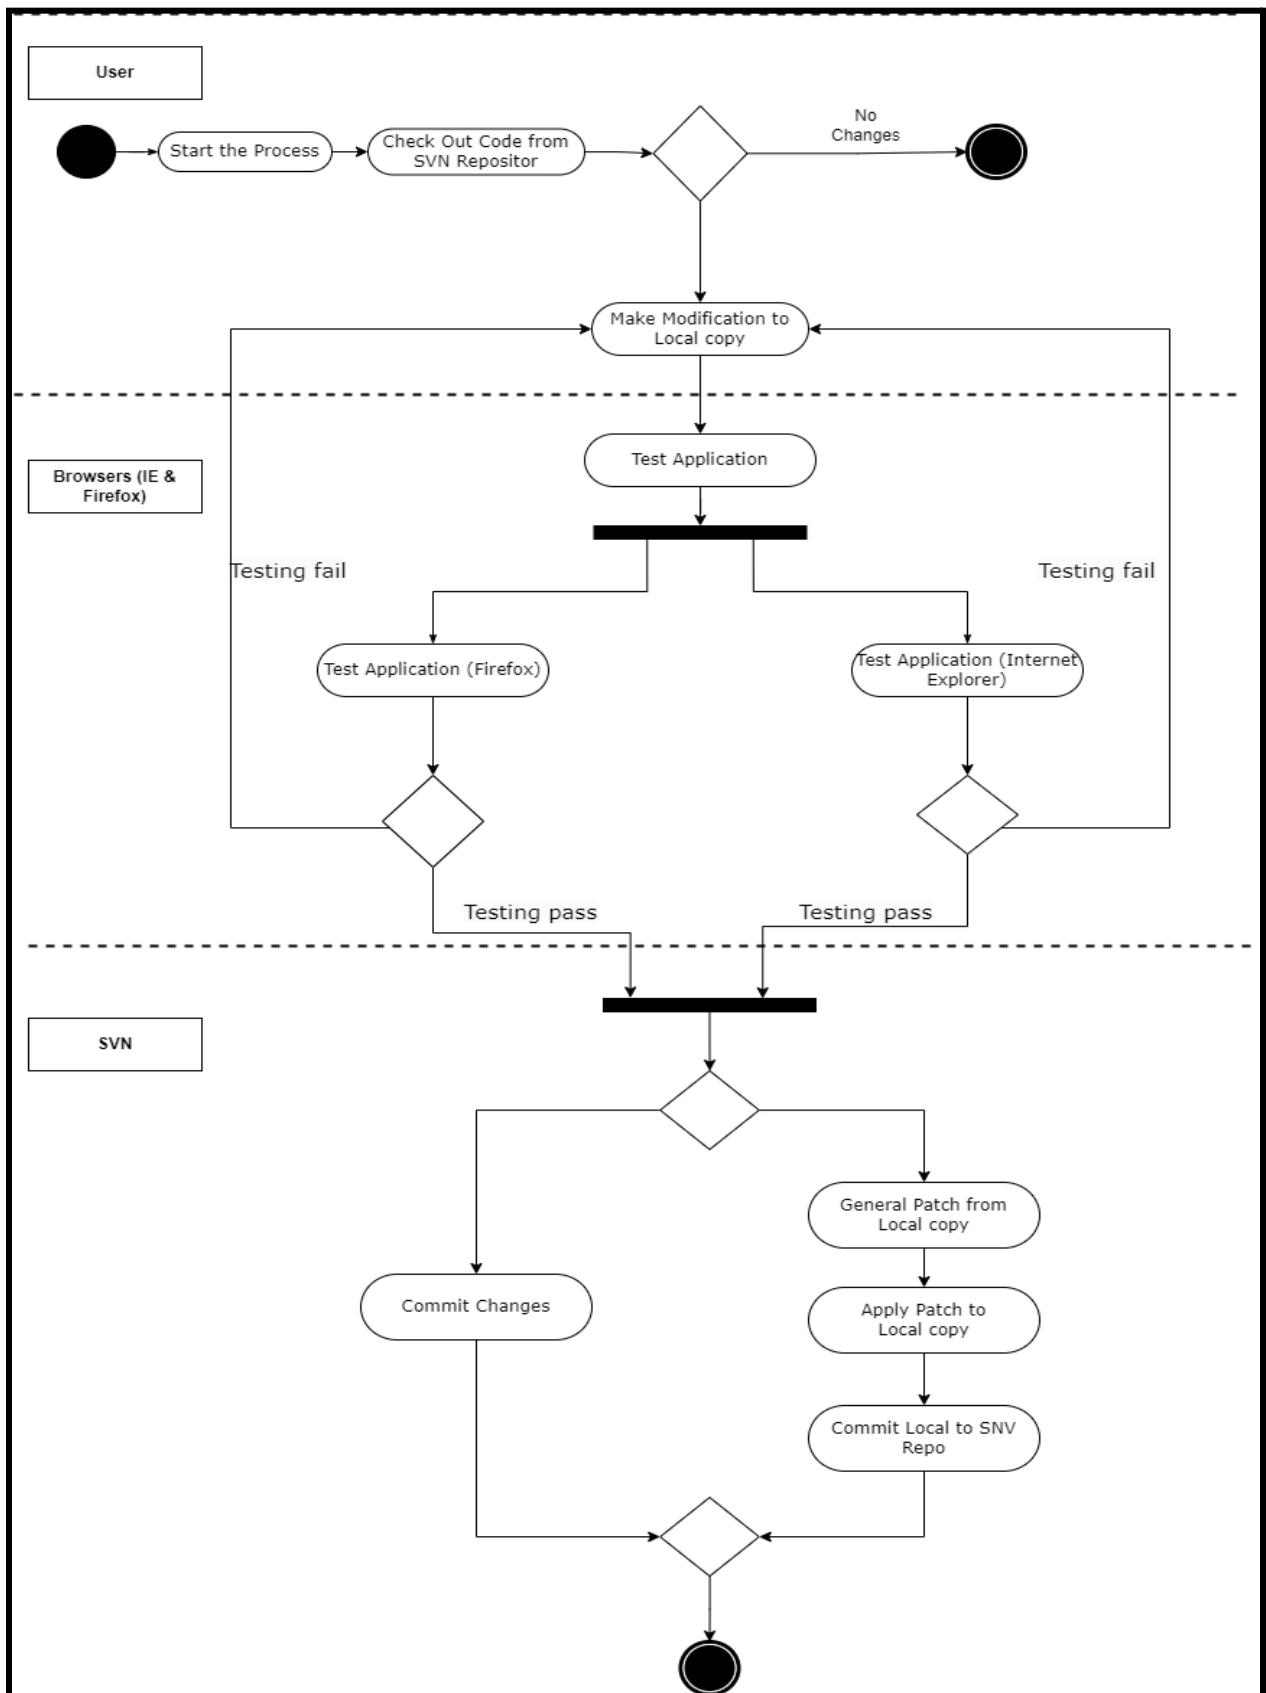 User
Start the Process
Check Out Code from
SVN Repositor
No
Changes
Make Modification to
Local copy
Browsers (IE &
Firefox)
Test Application
Testing fail
Testing fail
Test Application (Firefox)
Test Application (Internet
Explorer)
Testing pass
Testing pass
SVN
General Patch from
Local copy
Commit Changes
Apply Patch to
Local copy
Commit Local to SNV
Repo